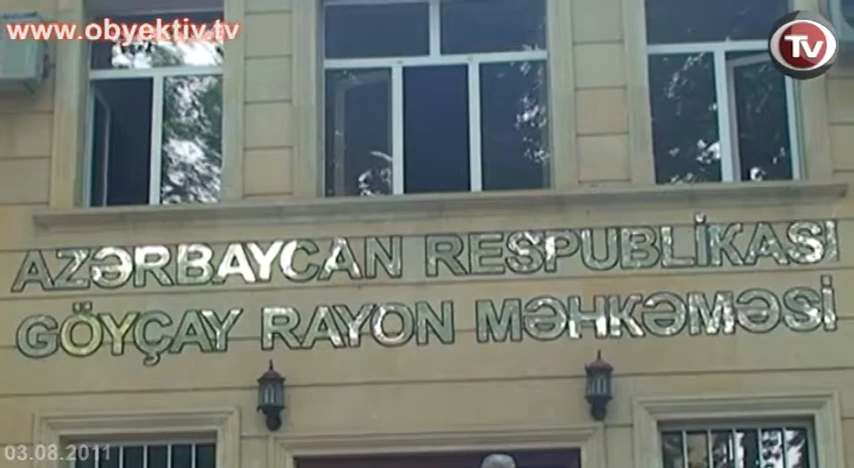 www.obyektiv.tv
TV
AZƏRBAYCAN RESPUBLİKASI
GÖYÇAY RAYON MƏHKƏMƏSİ
03.08.2011